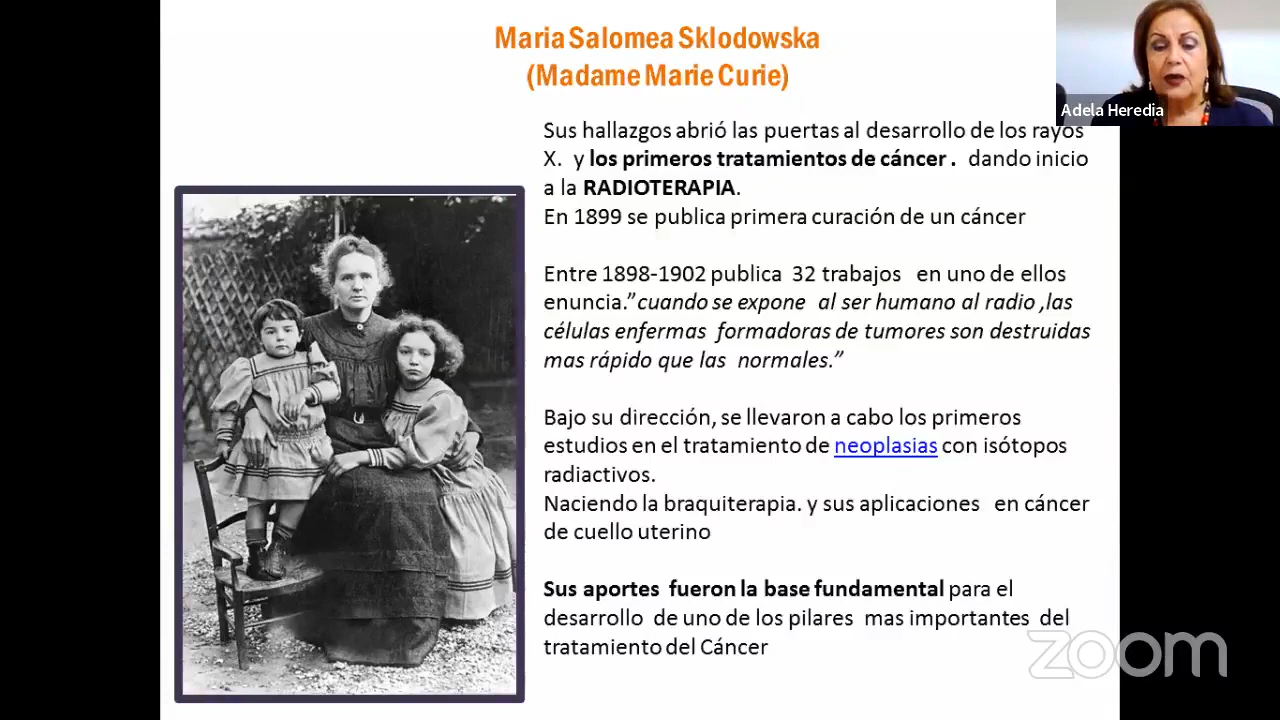 Maria Salomea Sklodowska
(Madame Marie Curie)
Adela Heredia
Sus hallazgos abrió las puertas al desarrollo de los rayos
X. y los primeros tratamientos de cáncer . dando inicio
a la RADIOTERAPIA.
En 1899 se publica primera curación de un cáncer
Entre 1898-1902 publica 32 trabajos en uno de ellos
enuncia.”cuando se expone al ser humano al radio ,las
células enfermas formadoras de tumores son destruidas
mas rápido que las normales.”
Bajo su dirección, se llevaron a cabo los primeros
estudios en el tratamiento de neoplasias con isótopos
radiactivos.
Naciendo la braquiterapia. y sus aplicaciones en cáncer
de cuello uterino
Sus aportes fueron la base fundamental para el
desarrollo de uno de los pilares mas importantes del
tratamiento del Cáncer
zoom